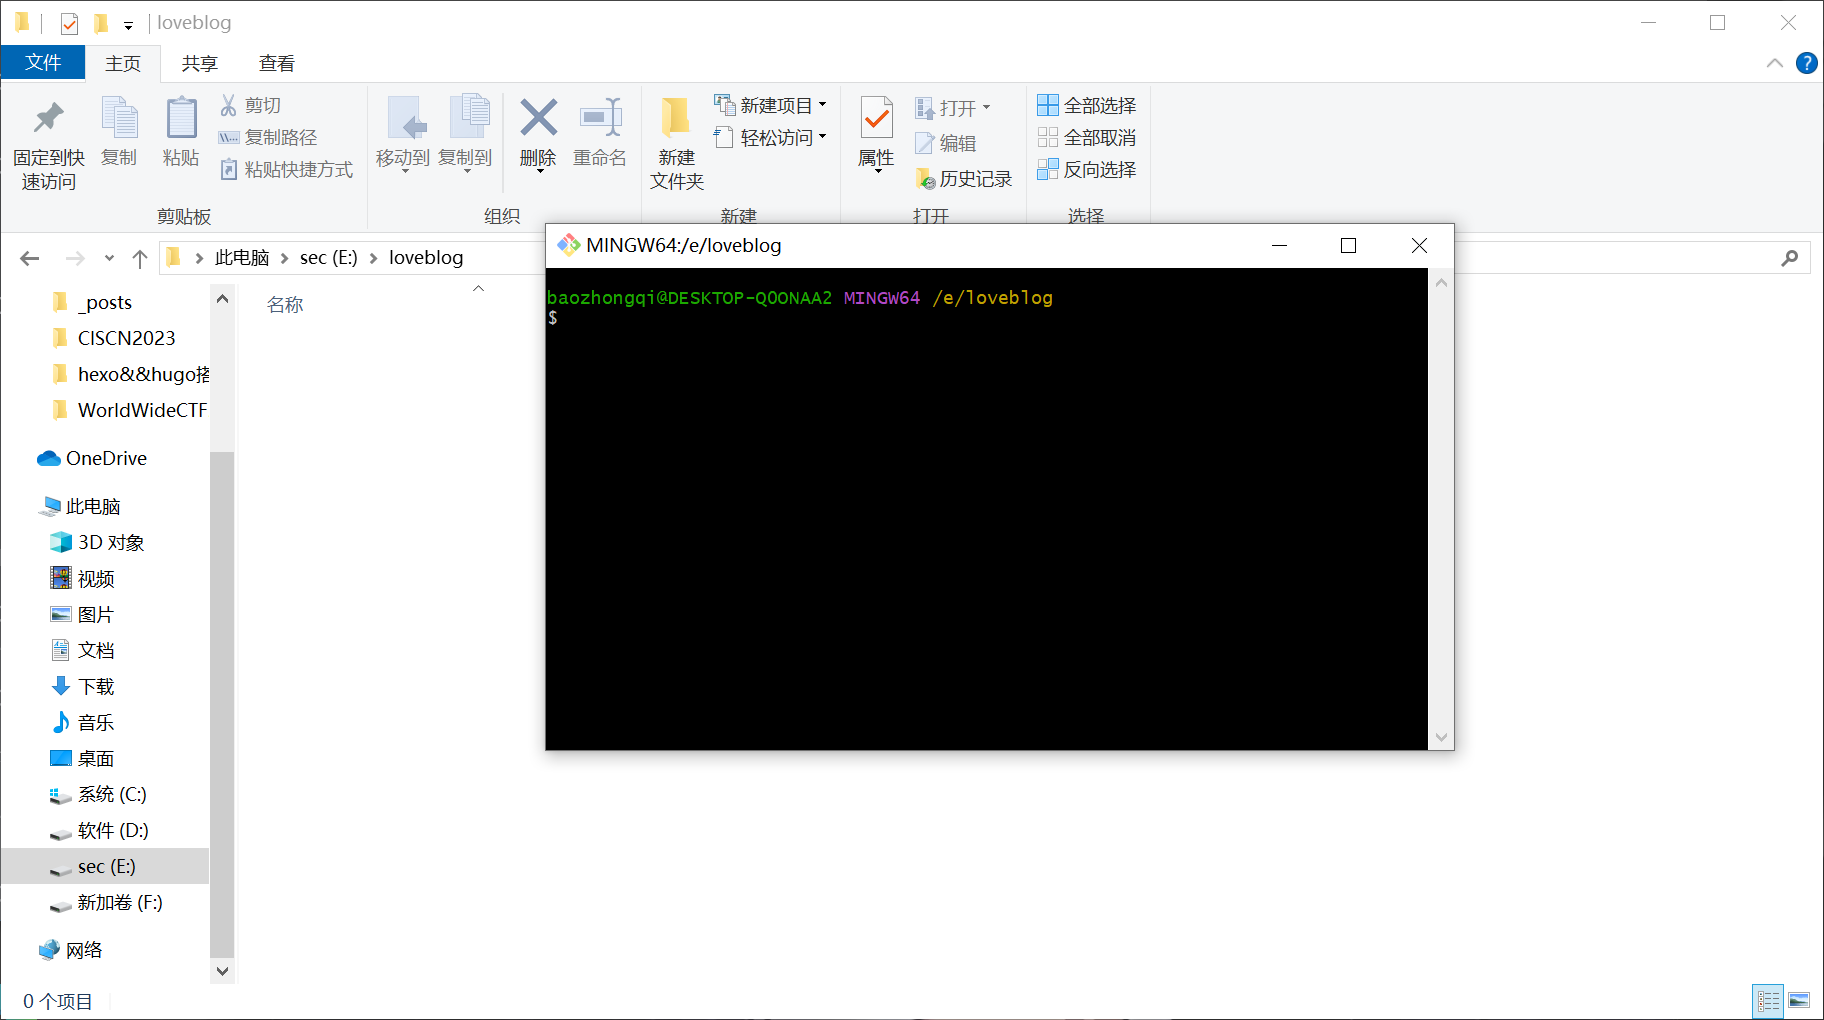 loveblog
文件 主页 共享 查看
固定到快速访问
复制
粘贴
剪切
复制路径
粘贴快捷方式
剪贴板
移动到
复制到
删除
重命名
组织
新建文件夹
新建项目
轻松访问
新建
属性
打开
编辑
历史记录
打开
全部选择
全部取消
反向选择
选择
此电脑 sec (E:) loveblog
名称
_posts
CISCN2023
hexo&&hugo搭
WorldWideCTF
OneDrive
此电脑
3D 对象
视频
图片
文档
下载
音乐
桌面
系统 (C:)
软件 (D:)
sec (E:)
新加卷 (F:)
网络
0 个项目
MINGW64:/e/loveblog
baozhongqi@DESKTOP-QOONAA2 MINGW64 /e/loveblog
$